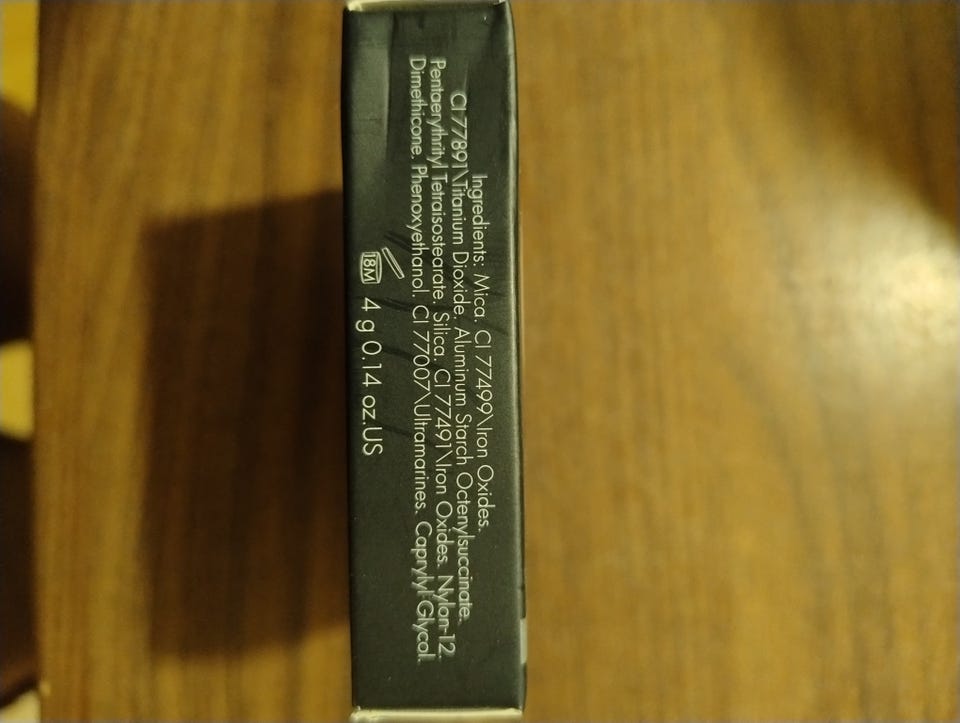 Ingredients: Mica. CI 77499\Iron Oxides.
CI 77891\Titanium Dioxide. Aluminum Starch Octenylsuccinate.
Pentaerythrityl Tetraisostearate. Silica. CI 77491\Iron Oxides. Nylon-12.
Dimethicone. Phenoxyethanol. CI 77007\Ultramarines. Caprylyl Glycol.
18M 4 g 0.14 oz.US